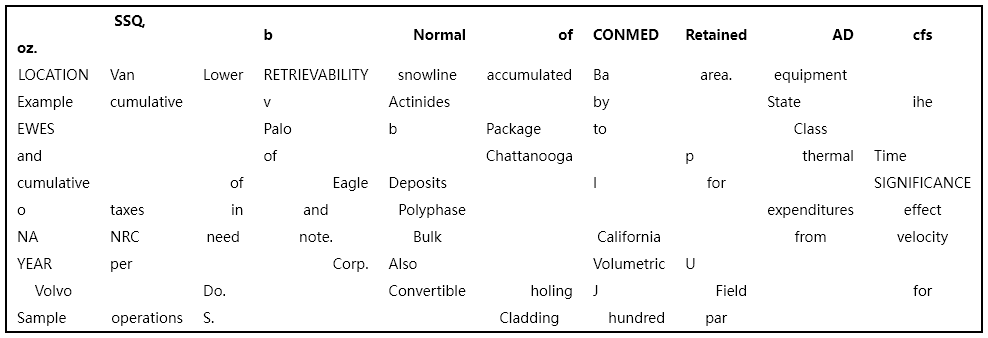 SSQ,
oz. b Normal of CONMED Retained AD cfs
LOCATION Van Lower RETRIEVABILITY snowline accumulated Ba area. equipment
Example cumulative v Actinides by State ihe
EWES Palo b Package to Class
and of Chattanooga p thermal Time
cumulative of Eagle Deposits I for SIGNIFICANCE
o taxes in and Polyphase expenditures effect
NA NRC need note. Bulk California from velocity
YEAR per Corp. Also Volumetric U
Volvo Do. Convertible holing J Field for
Sample operations S. Cladding hundred par